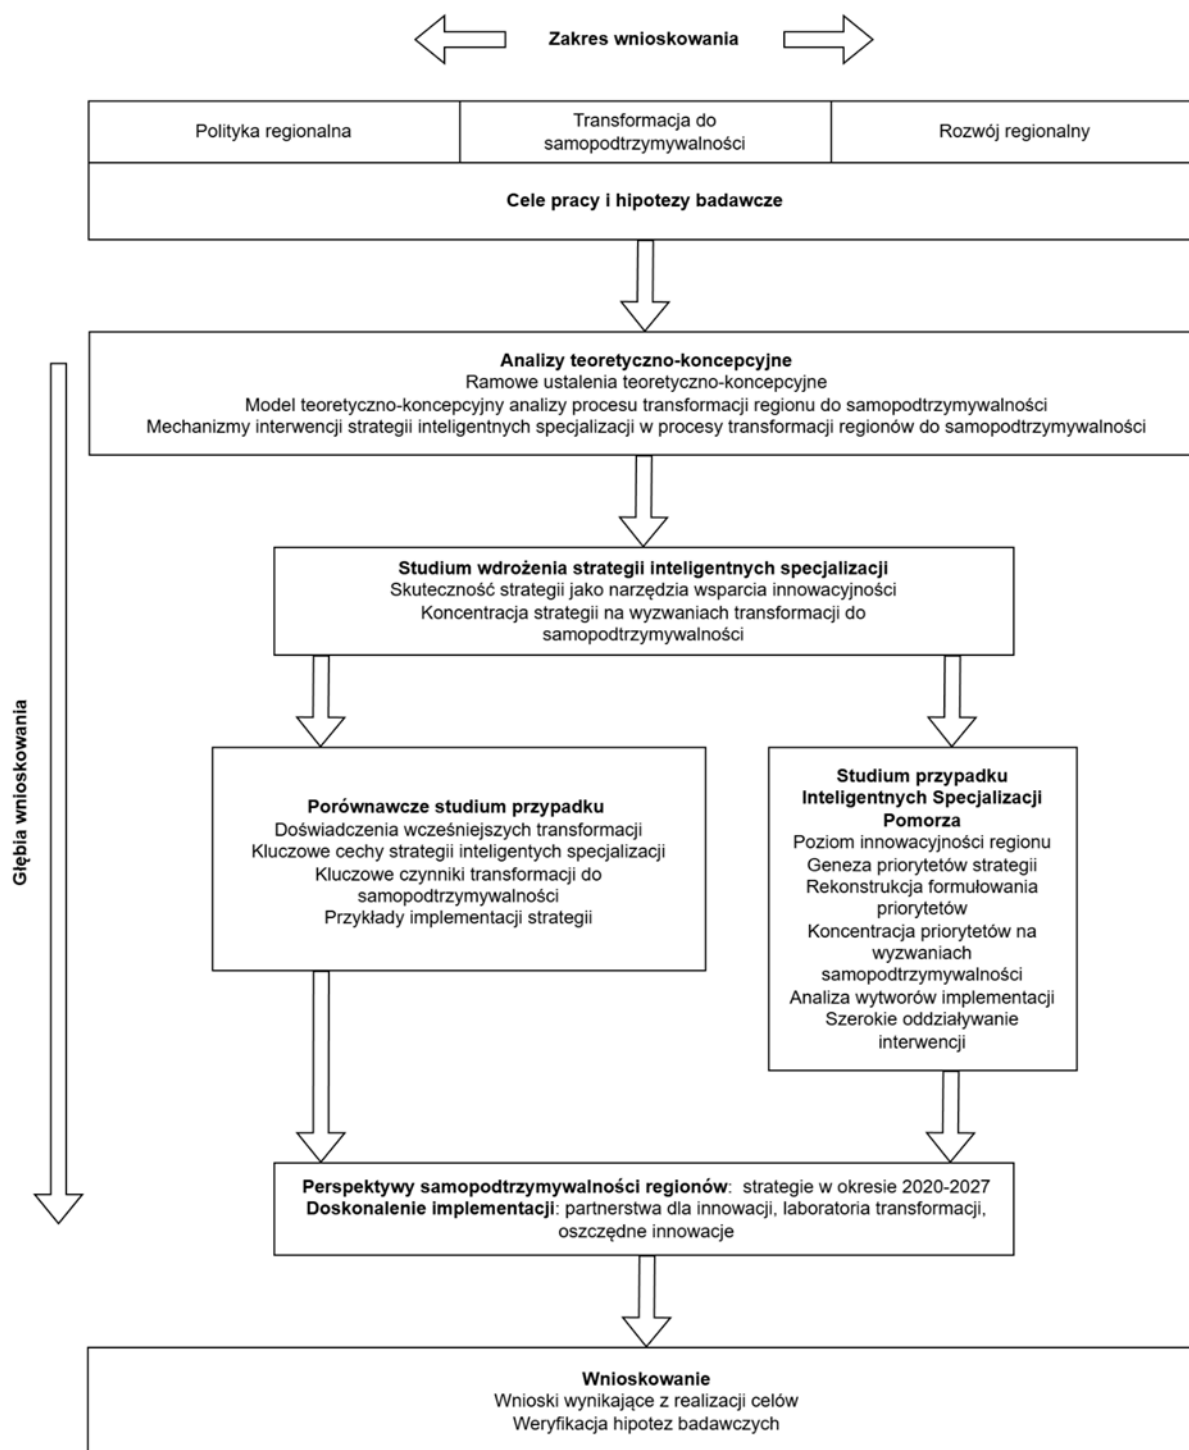 Zakres wnioskowania
Polityka regionalna
Transformacja do
samopodtrzymywalności
Rozwój regionalny
Cele pracy i hipotezy badawcze
Głębia wnioskowania
Analizy teoretyczno-koncepcyjne
Ramowe ustalenia teoretyczno-koncepcyjne
Model teoretyczno-koncepcyjny analizy procesu transformacji regionu do samopodtrzymywalności
Mechanizmy interwencji strategii inteligentnych specjalizacji w procesy transformacji regionów do samopodtrzymywalności
Studium wdrożenia strategii inteligentnych specjalizacji
Skuteczność strategii jako narzędzia wsparcia innowacyjności
Koncentracja strategii na wyzwaniach transformacji do
samopodtrzymywalności
Porównawcze studium przypadku
Doświadczenia wcześniejszych transformacji
Kluczowe cechy strategii inteligentych specjalizacji
Kluczowe czynniki transformacji do
samopodtrzymywalności
Przykłady implementacji strategii
Studium przypadku
Inteligentnych Specjalizacji
Pomorza
Poziom innowacyjności regionu
Geneza priorytetów strategii
Rekonstrukcja formułowania
priorytetów
Koncentracja priorytetów na
wyzwaniach
samopodtrzymywalności
Analiza wytworów implementacji
Szerokie oddziaływanie
interwencji
Perspektywy samopodtrzymywalności regionów: strategie w okresie 2020-2027
Doskonalenie implementacji: partnerstwa dla innowacji, laboratoria transformacji,
oszczędne innowacje
Wnioskowanie
Wnioski wynikające z realizacji celów
Weryfikacja hipotez badawczych